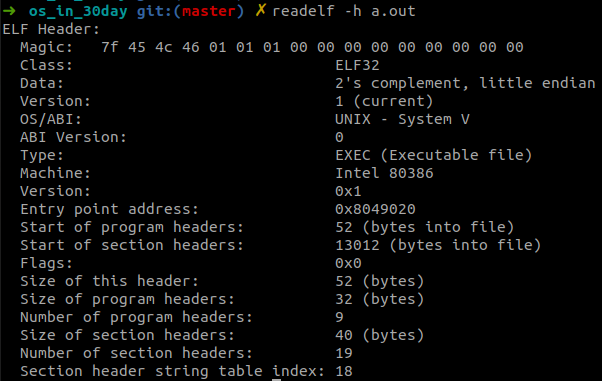 ➜ os_in_30day git:(master) ✗ readelf -h a.out
ELF Header:
  Magic:   7f 45 4c 46 01 01 01 00 00 00 00 00 00 00 00 00
  Class:                             ELF32
  Data:                              2's complement, little endian
  Version:                           1 (current)
  OS/ABI:                            UNIX - System V
  ABI Version:                       0
  Type:                              EXEC (Executable file)
  Machine:                           Intel 80386
  Version:                           0x1
  Entry point address:               0x8049020
  Start of program headers:          52 (bytes into file)
  Start of section headers:          13012 (bytes into file)
  Flags:                             0x0
  Size of this header:               52 (bytes)
  Size of program headers:           32 (bytes)
  Number of program headers:         9
  Size of section headers:           40 (bytes)
  Number of section headers:         19
  Section header string table index: 18